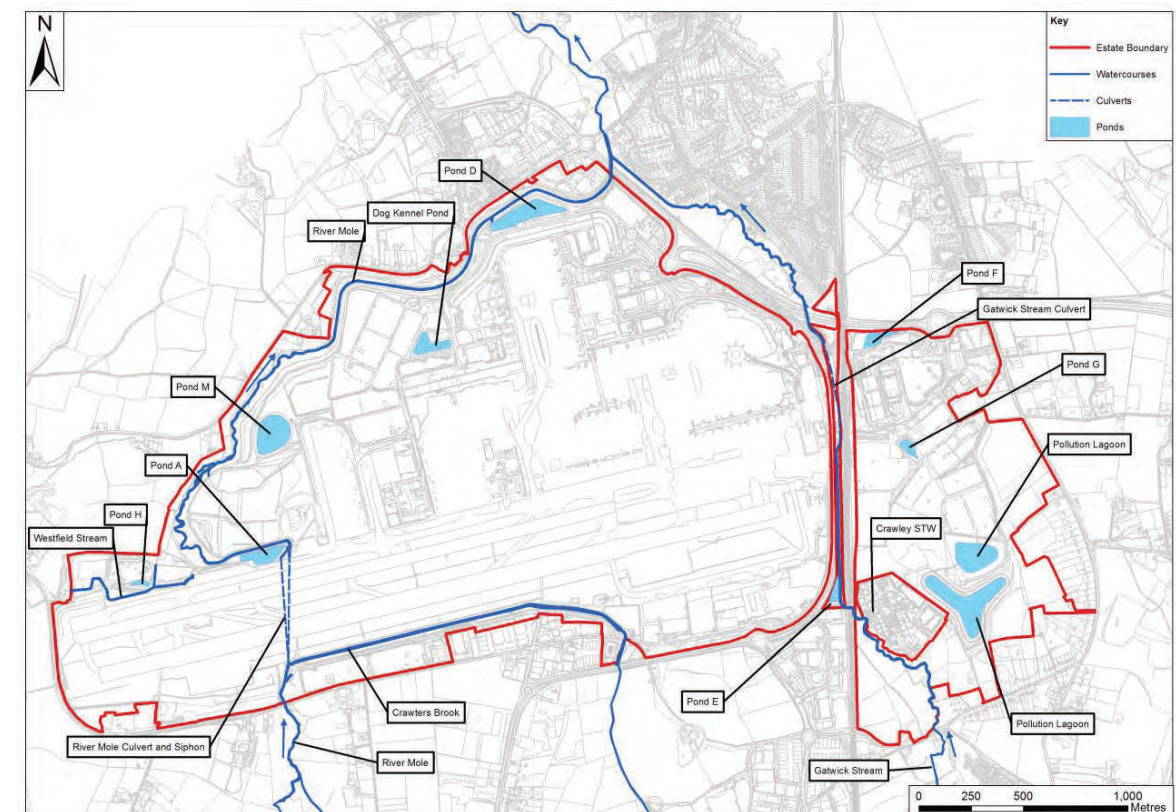 N
Key
Estate Boundary
Watercourses
Culverts
Ponds
Pond D
Dog Kennel Pond
River Mole
Pond F
Gatwick Stream Culvert
Pond G
Pond M
Pollution Lagoon
Pond A
Pond H
Westfield Stream
Crawley STW
Pond E
Crawters Brook
Pollution Lagoon
River Mole Culvert and Siphon
River Mole
Gatwick Stream
0 250 500 1,000
Metres